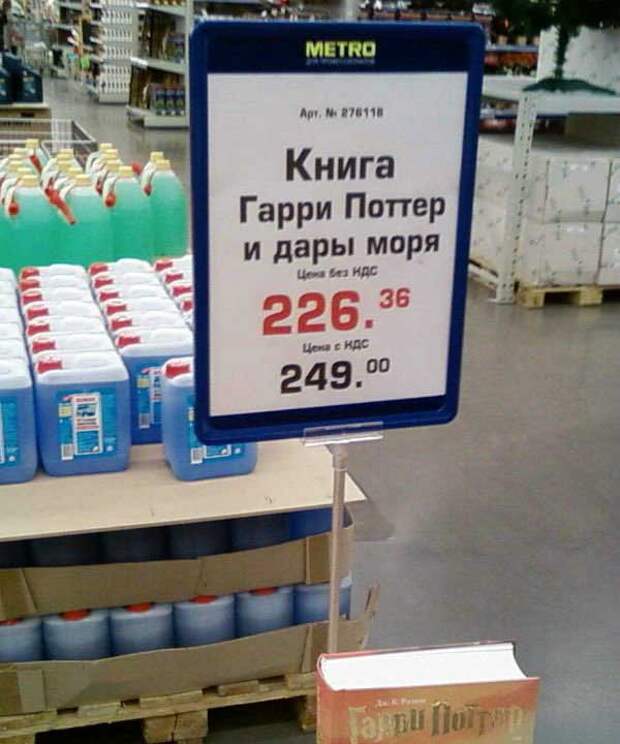 METRO
Арт. № 276118
Книга
Гарри Поттер
и дары моря
Цена без НДС
226.36
Цена с НДС
249.00
Гарри Поттер